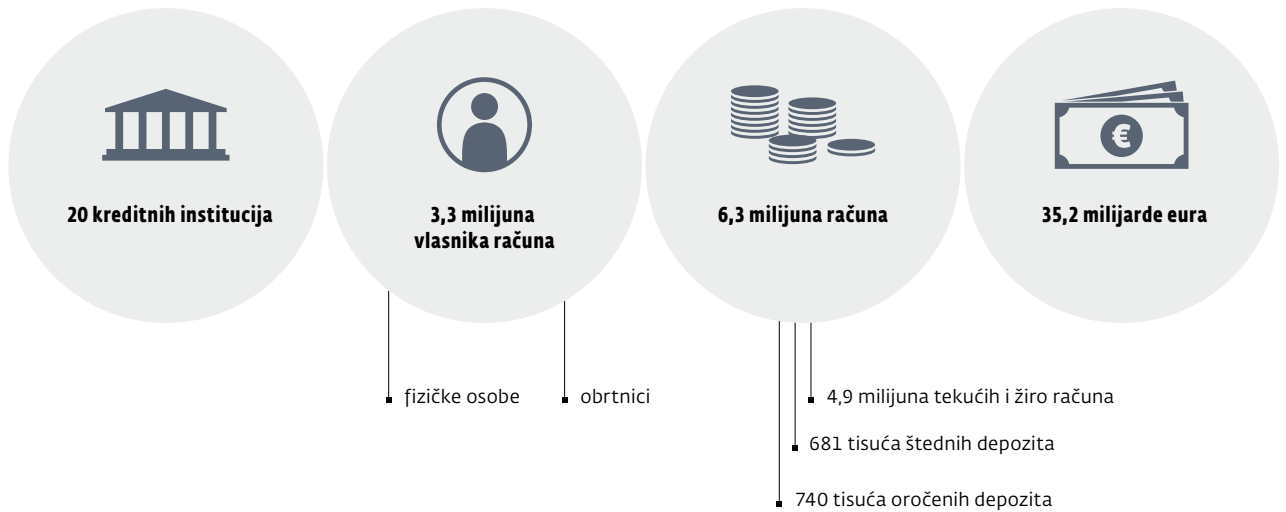 20 kreditnih institucija
3,3 milijuna
vlasnika računa
6,3 milijuna računa
€
35,2 milijarde eura
fizičke osobe
obrtnici
4,9 milijuna tekućih i žiro računa
681 tisuća štednih depozita
740 tisuća oročenih depozita